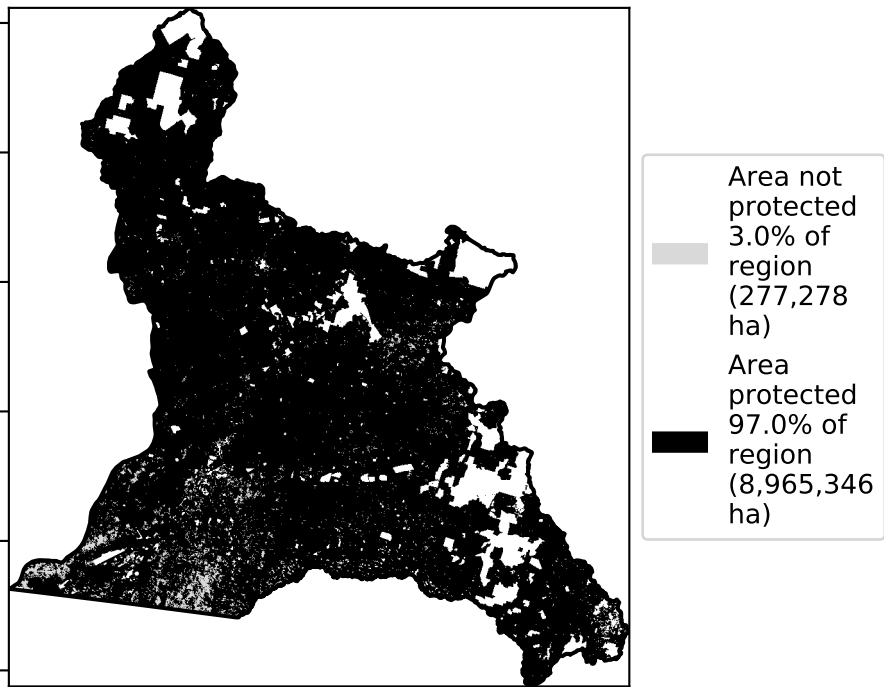 Area not
protected
3.0% of
region
(277,278
ha)
Area
protected
97.0% of
region
(8,965,346
ha)